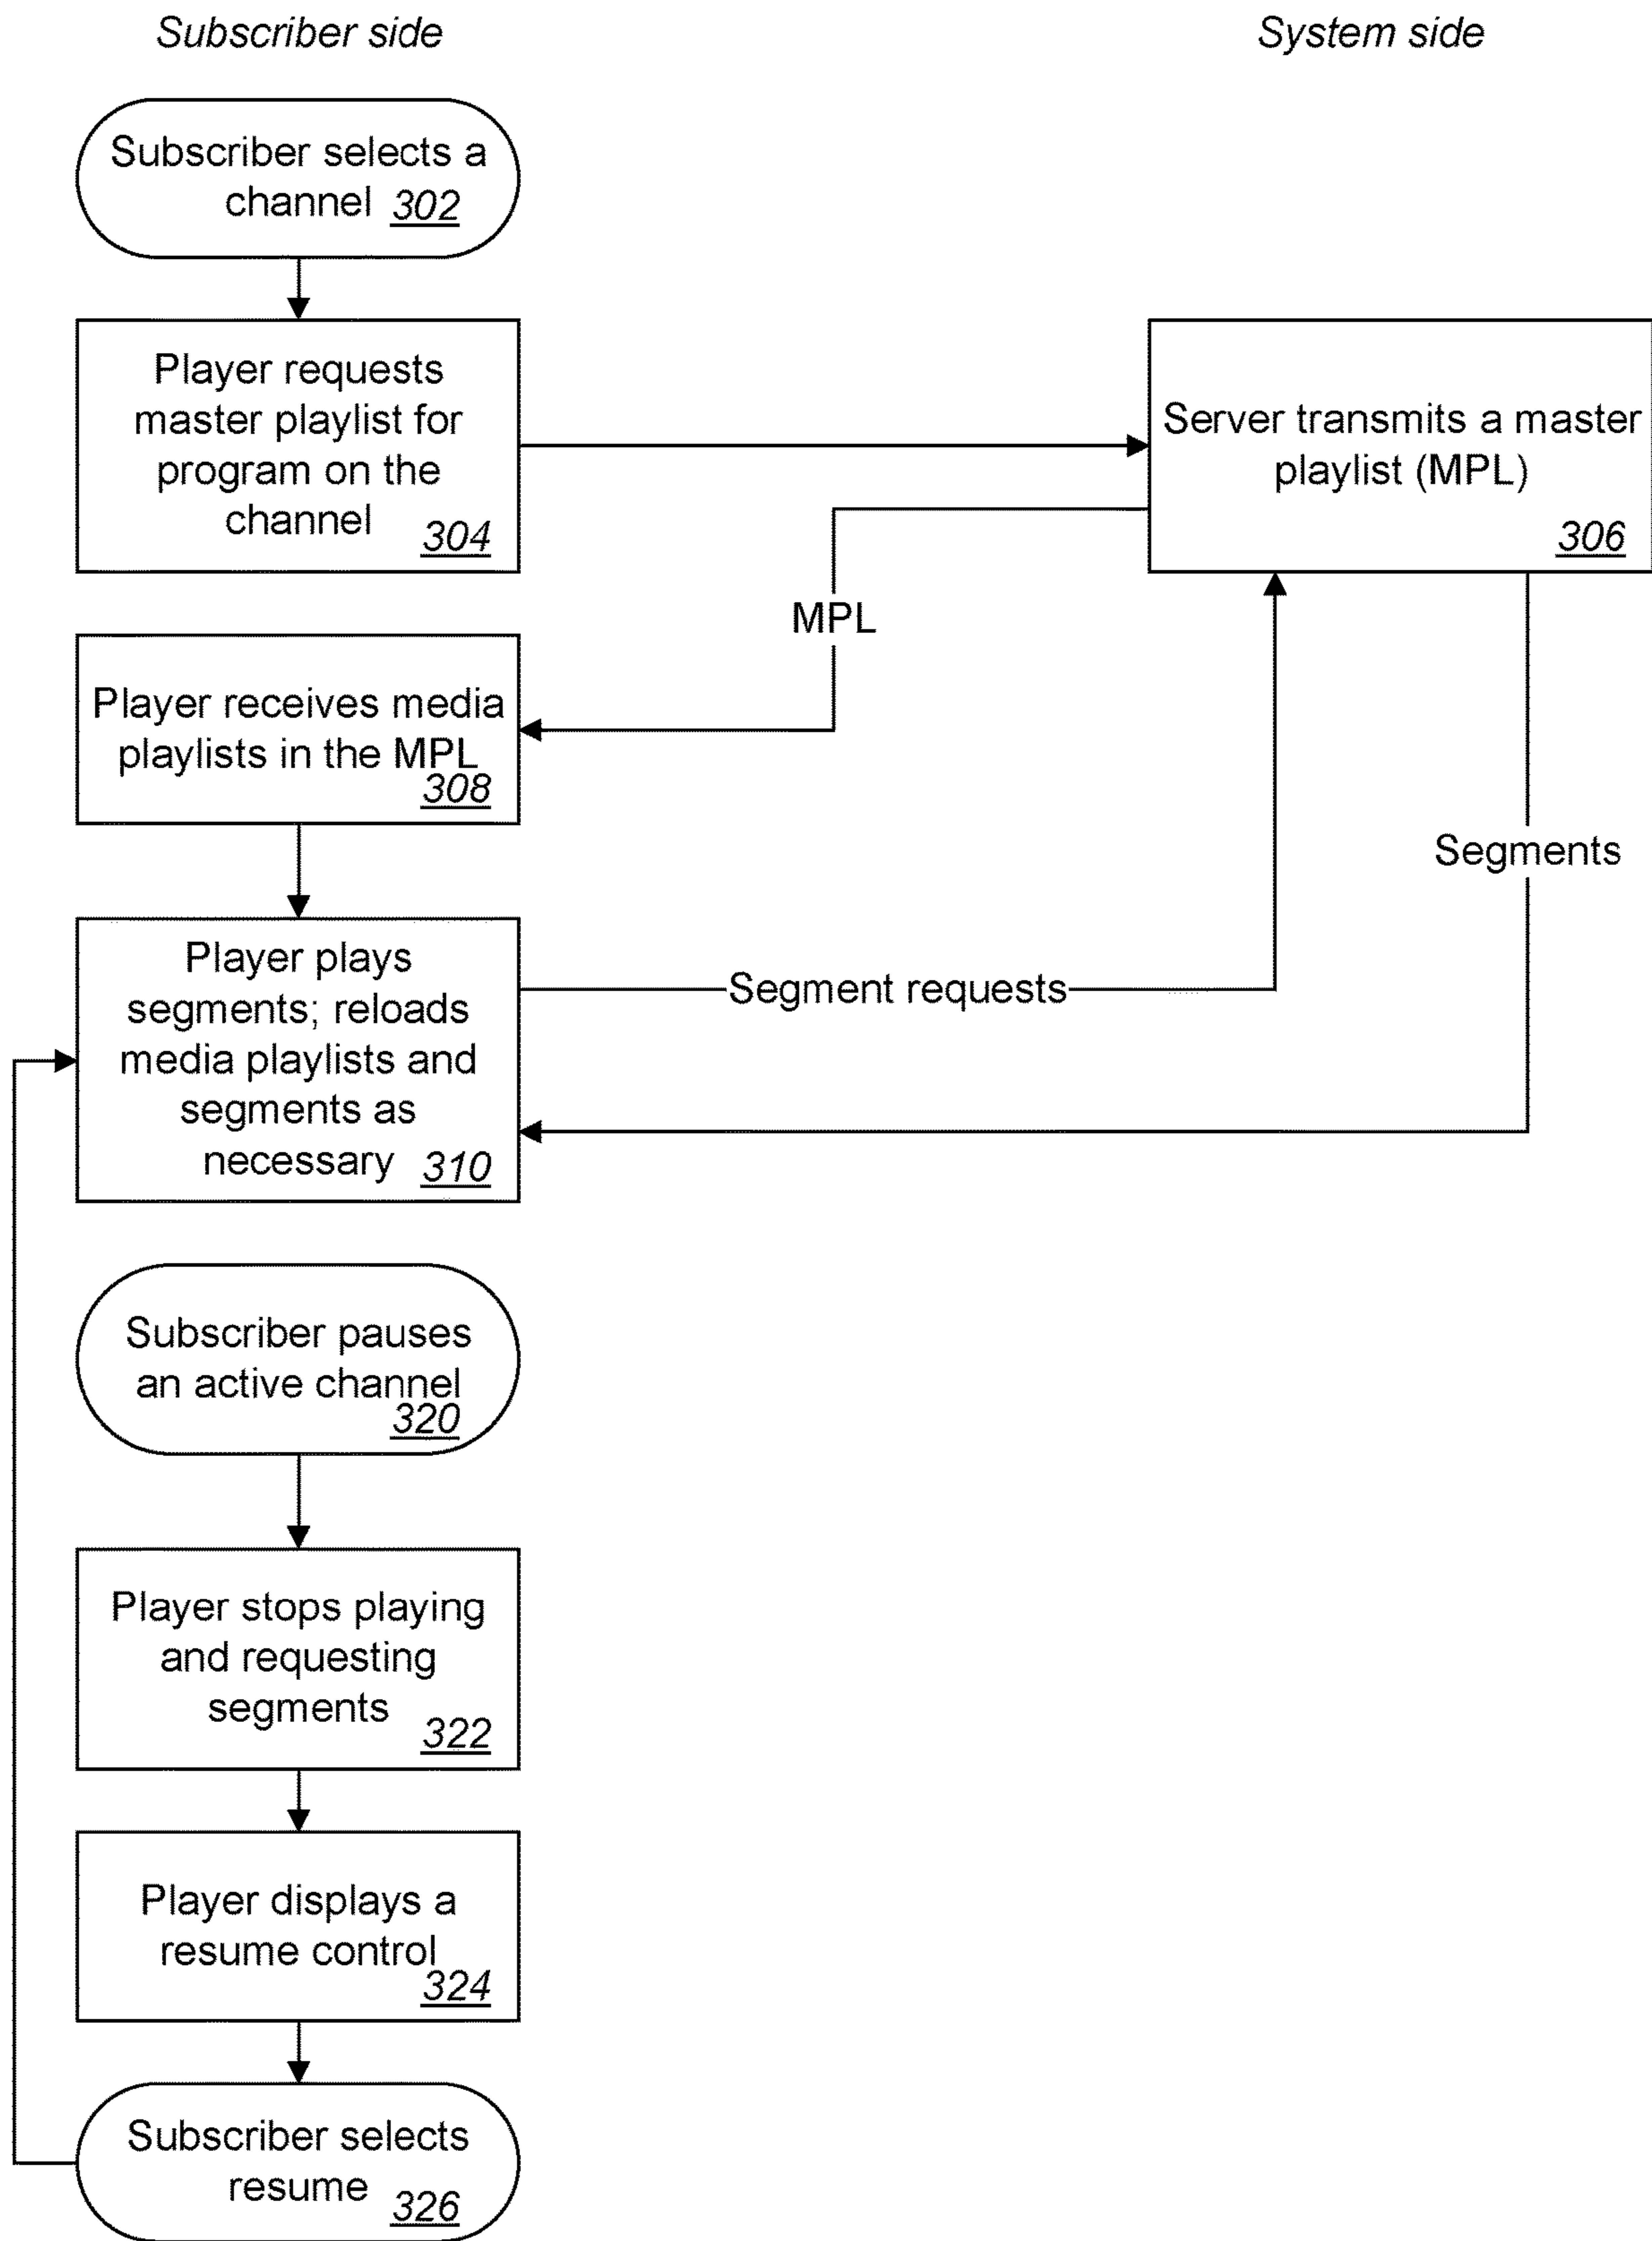 Subscriber side
System side
Subscriber selects a
channel 302
Player requests
master playlist for
program on the
channel
304
Server transmits a master
playlist (MPL)
306
MPL
Player receives media
playlists in the MPL
308
Segments
Player plays
segments; reloads
media playlists and
segments as
necessary 310
Segment requests
Subscriber pauses
an active channel
320
Player stops playing
and requesting
segments
322
Player displays a
resume control
324
Subscriber selects
resume 326